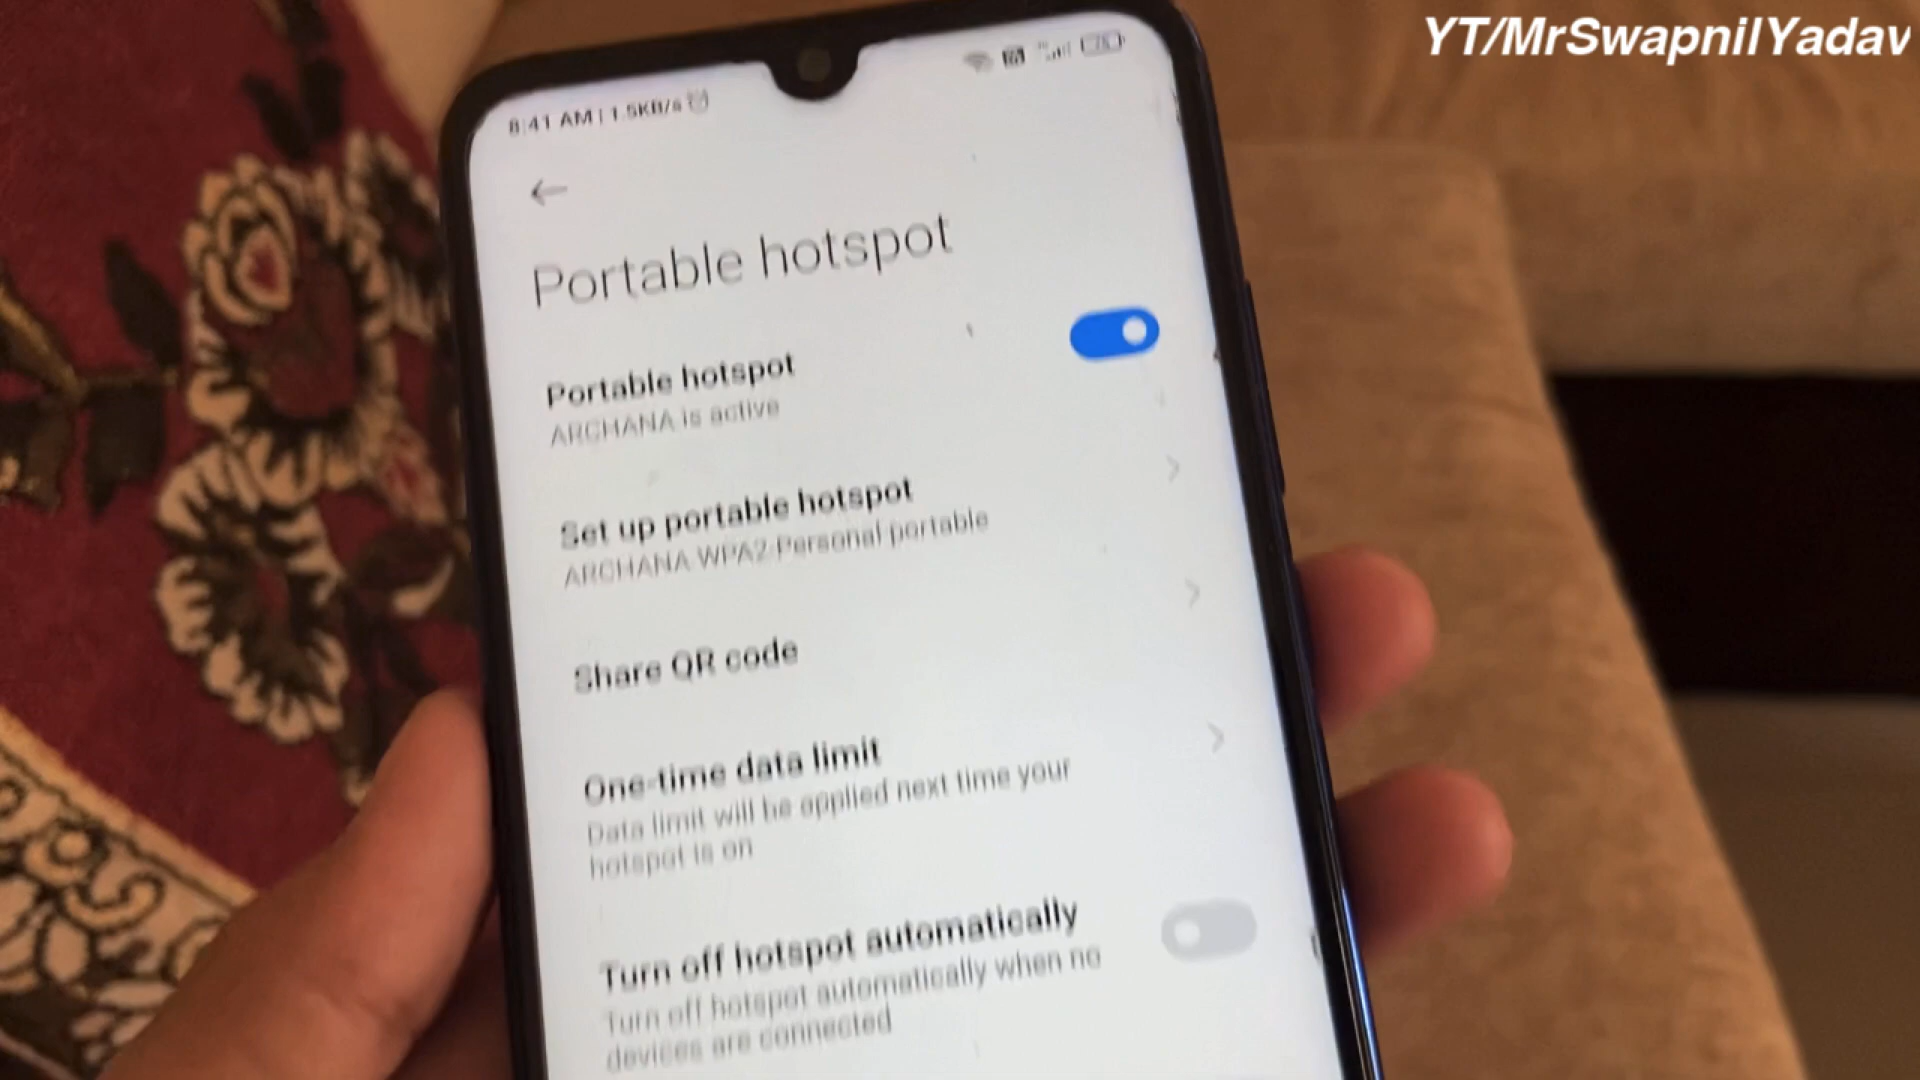 YT/MrSwapnilYadav
8:41 AM | 1.5KB/s
Portable hotspot
Portable hotspot
ARCHANA is active
Set up portable hotspot
ARCHANA WPA2-Personal portable
Share QR code
One-time data limit
Data limit will be applied next time your
hotspot is on
Turn off hotspot automatically
Turn off hotspot automatically when no
devices are connected